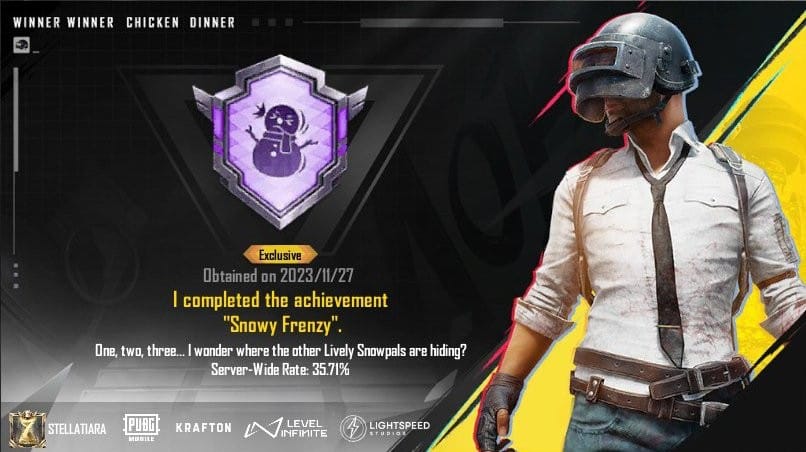 WINNER WINNER CHICKEN DINNER
Exclusive
Obtained on 2023/11/27
I completed the achievement
"Snowy Frenzy".
One, two, three... I wonder where the other Lively Snowpals are hiding?
Server-Wide Rate: 35.71%
STELLATIARA
PUBG MOBILE
KRAFTON
LEVEL INFINITE
LIGHTSPEED STUDIOS